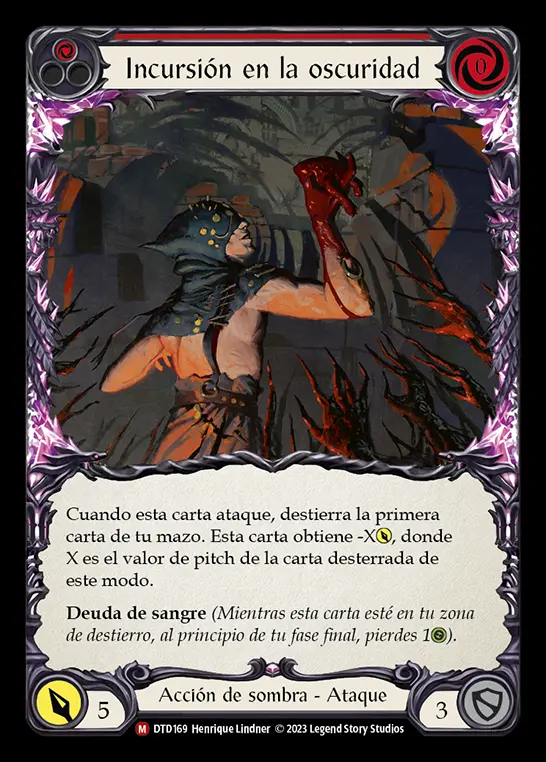 Incursión en la oscuridad
0
Cuando esta carta ataque, destierra la primera
carta de tu mazo. Esta carta obtiene -X, donde
X es el valor de pitch de la carta desterrada de
este modo.
Deuda de sangre (Mientras esta carta esté en tu zona
de destierro, al principio de tu fase final, pierdes 1).
5
Acción de sombra - Ataque
3
M DTD169 Henrique Lindner © 2023 Legend Story Studios